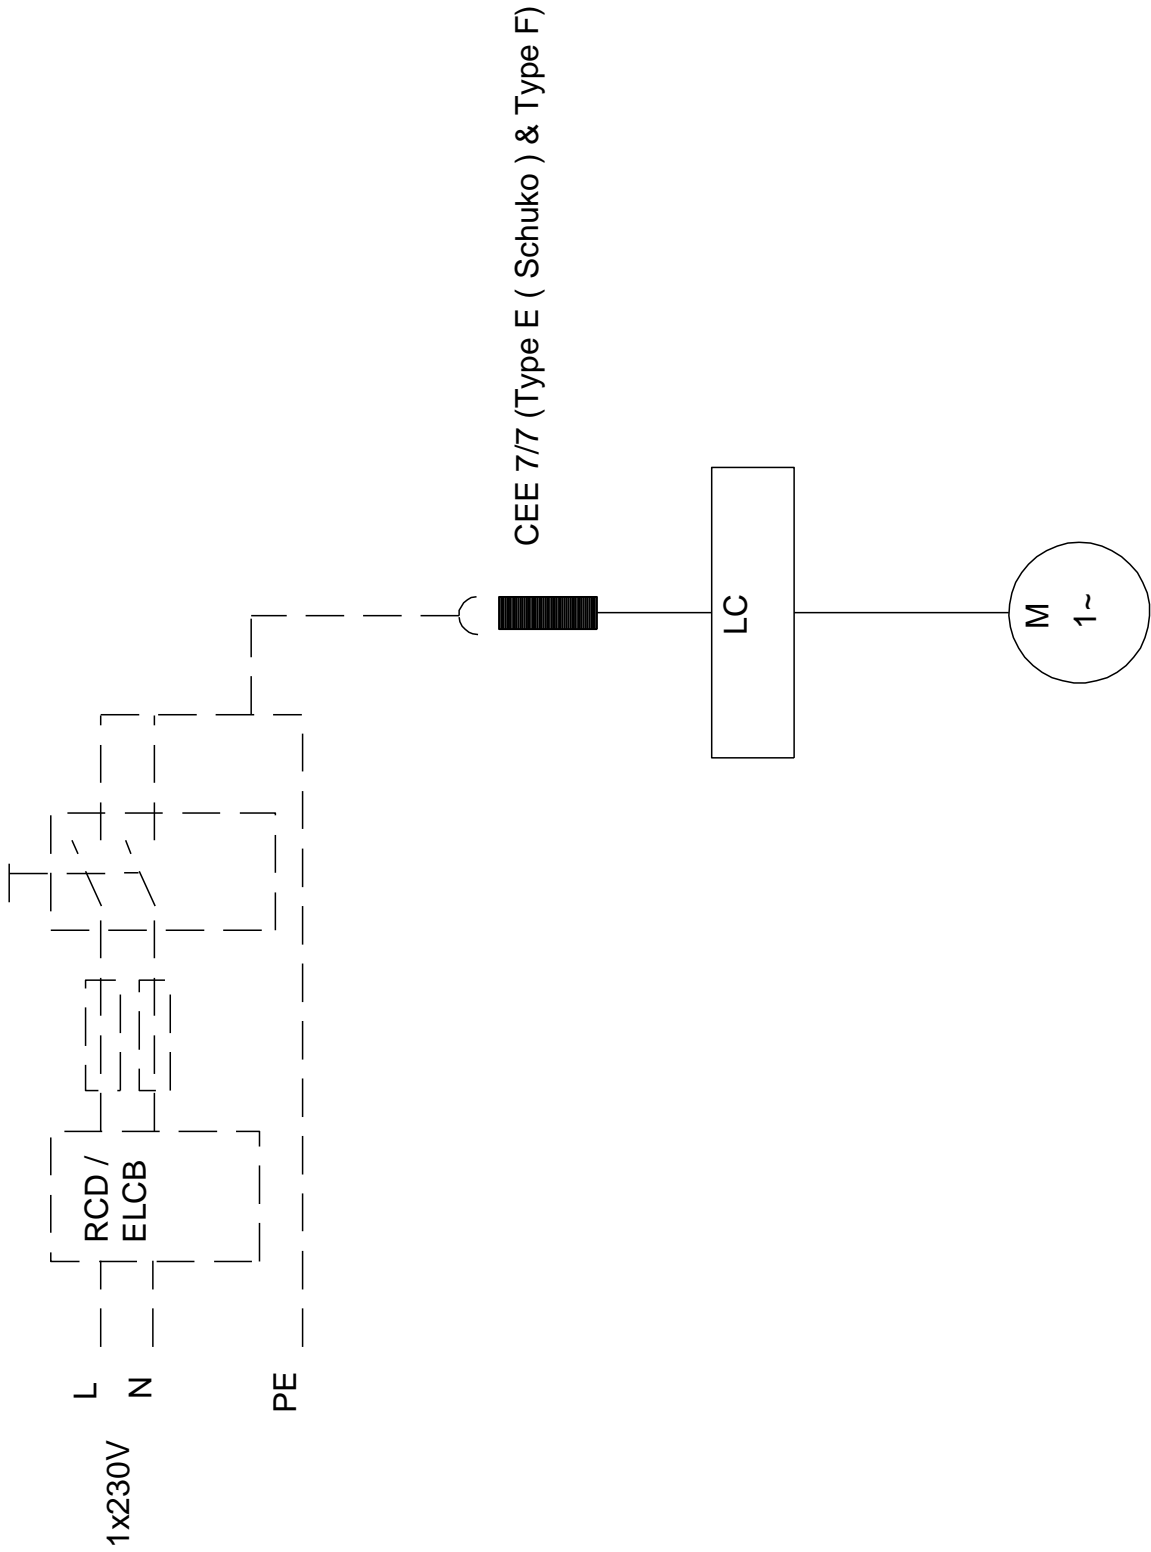 1x230V
L
N
PE
RCD /
ELCB
CEE 7/7 (Type E ( Schuko ) & Type F)
LC
M
1~